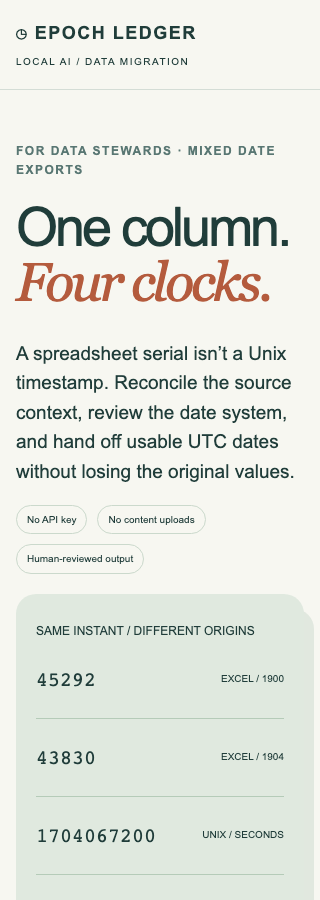 ◷ EPOCH LEDGER
LOCAL AI / DATA MIGRATION
FOR DATA STEWARDS · MIXED DATE
EXPORTS
One column.
Four clocks.
A spreadsheet serial isn’t a Unix
timestamp. Reconcile the source
context, review the date system,
and hand off usable UTC dates
without losing the original values.
No API key
No content uploads
Human-reviewed output
SAME INSTANT / DIFFERENT ORIGINS
45292 EXCEL / 1900
43830 EXCEL / 1904
1704067200 UNIX / SECONDS